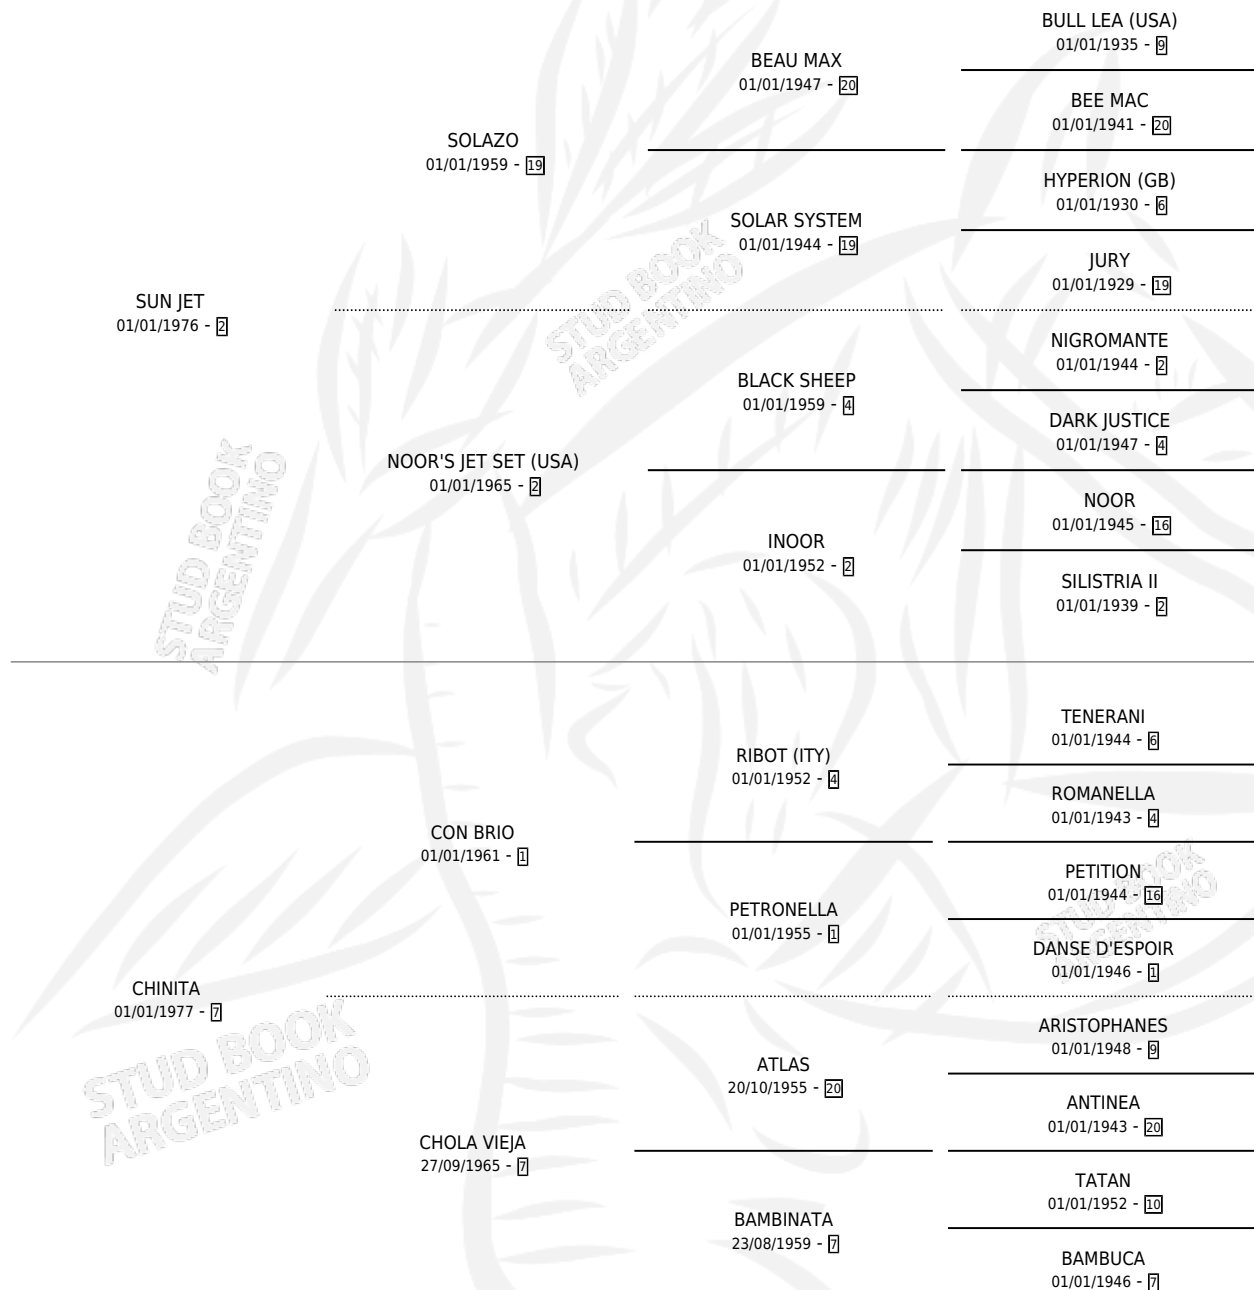 BULL LEA (USA)
01/01/1935 - 9
BEAU MAX
01/01/1947 - 20
BEE MAC
01/01/1941 - 20
SOLAZO
01/01/1959 - 19
HYPERION (GB)
01/01/1930 - 6
SOLAR SYSTEM
01/01/1944 - 19
JURY
01/01/1929 - 19
SUN JET
01/01/1976 - 2
NIGROMANTE
01/01/1944 - 2
BLACK SHEEP
01/01/1959 - 4
DARK JUSTICE
01/01/1947 - 4
NOOR'S JET SET (USA)
01/01/1965 - 2
NOOR
01/01/1945 - 16
INOOR
01/01/1952 - 2
SILISTRIA II
01/01/1939 - 2
TENERANI
01/01/1944 - 6
RIBOT (ITY)
01/01/1952 - 4
ROMANELLA
01/01/1943 - 4
CON BRIO
01/01/1961 - 1
PETITION
01/01/1944 - 16
PETRONELLA
01/01/1955 - 1
DANSE D'ESPOIR
01/01/1946 - 1
CHINITA
01/01/1977 - 7
ARISTOPHANES
01/01/1948 - 9
ATLAS
20/10/1955 - 20
ANTINEA
01/01/1943 - 20
CHOLA VIEJA
27/09/1965 - 7
TATAN
01/01/1952 - 10
BAMBINATA
23/08/1959 - 7
BAMBUCA
01/01/1946 - 7
STUD BOOK
ARGENTINO
STUD BOOK
ARGENTINO
STUD BOOK
ARGENTINO
STUD BOOK
ARGENTINO